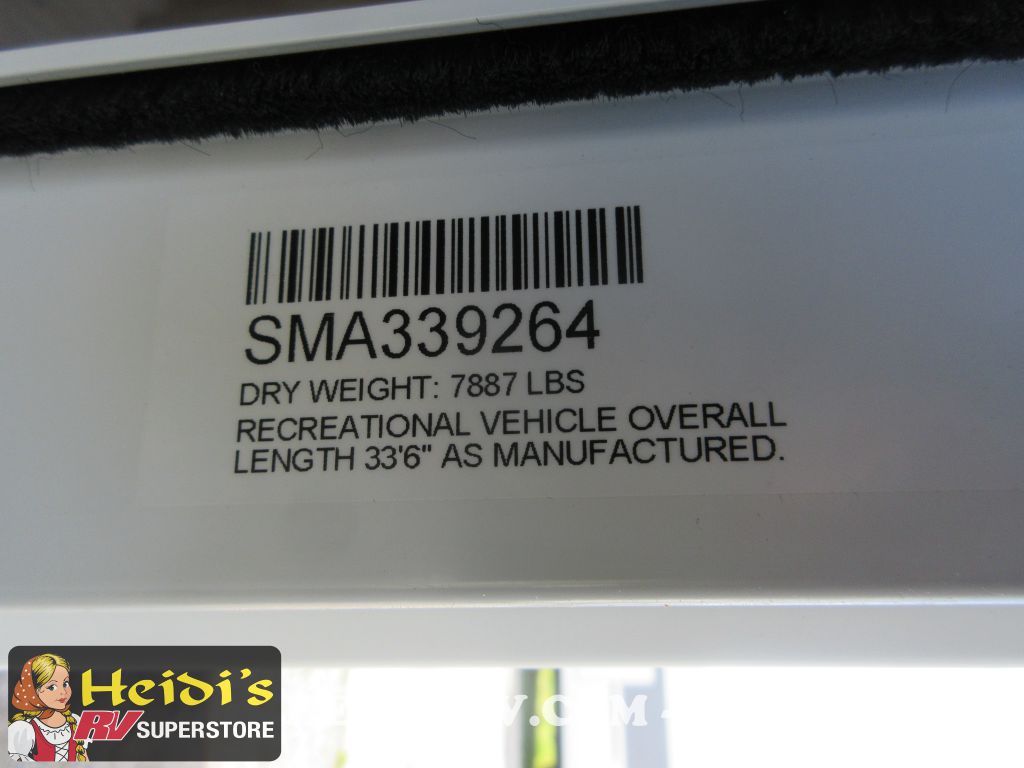 SMA339264
DRY WEIGHT: 7887 LBS
RECREATIONAL VEHICLE OVERALL
LENGTH 33'6" AS MANUFACTURED.
Heidi's
RV SUPERSTORE